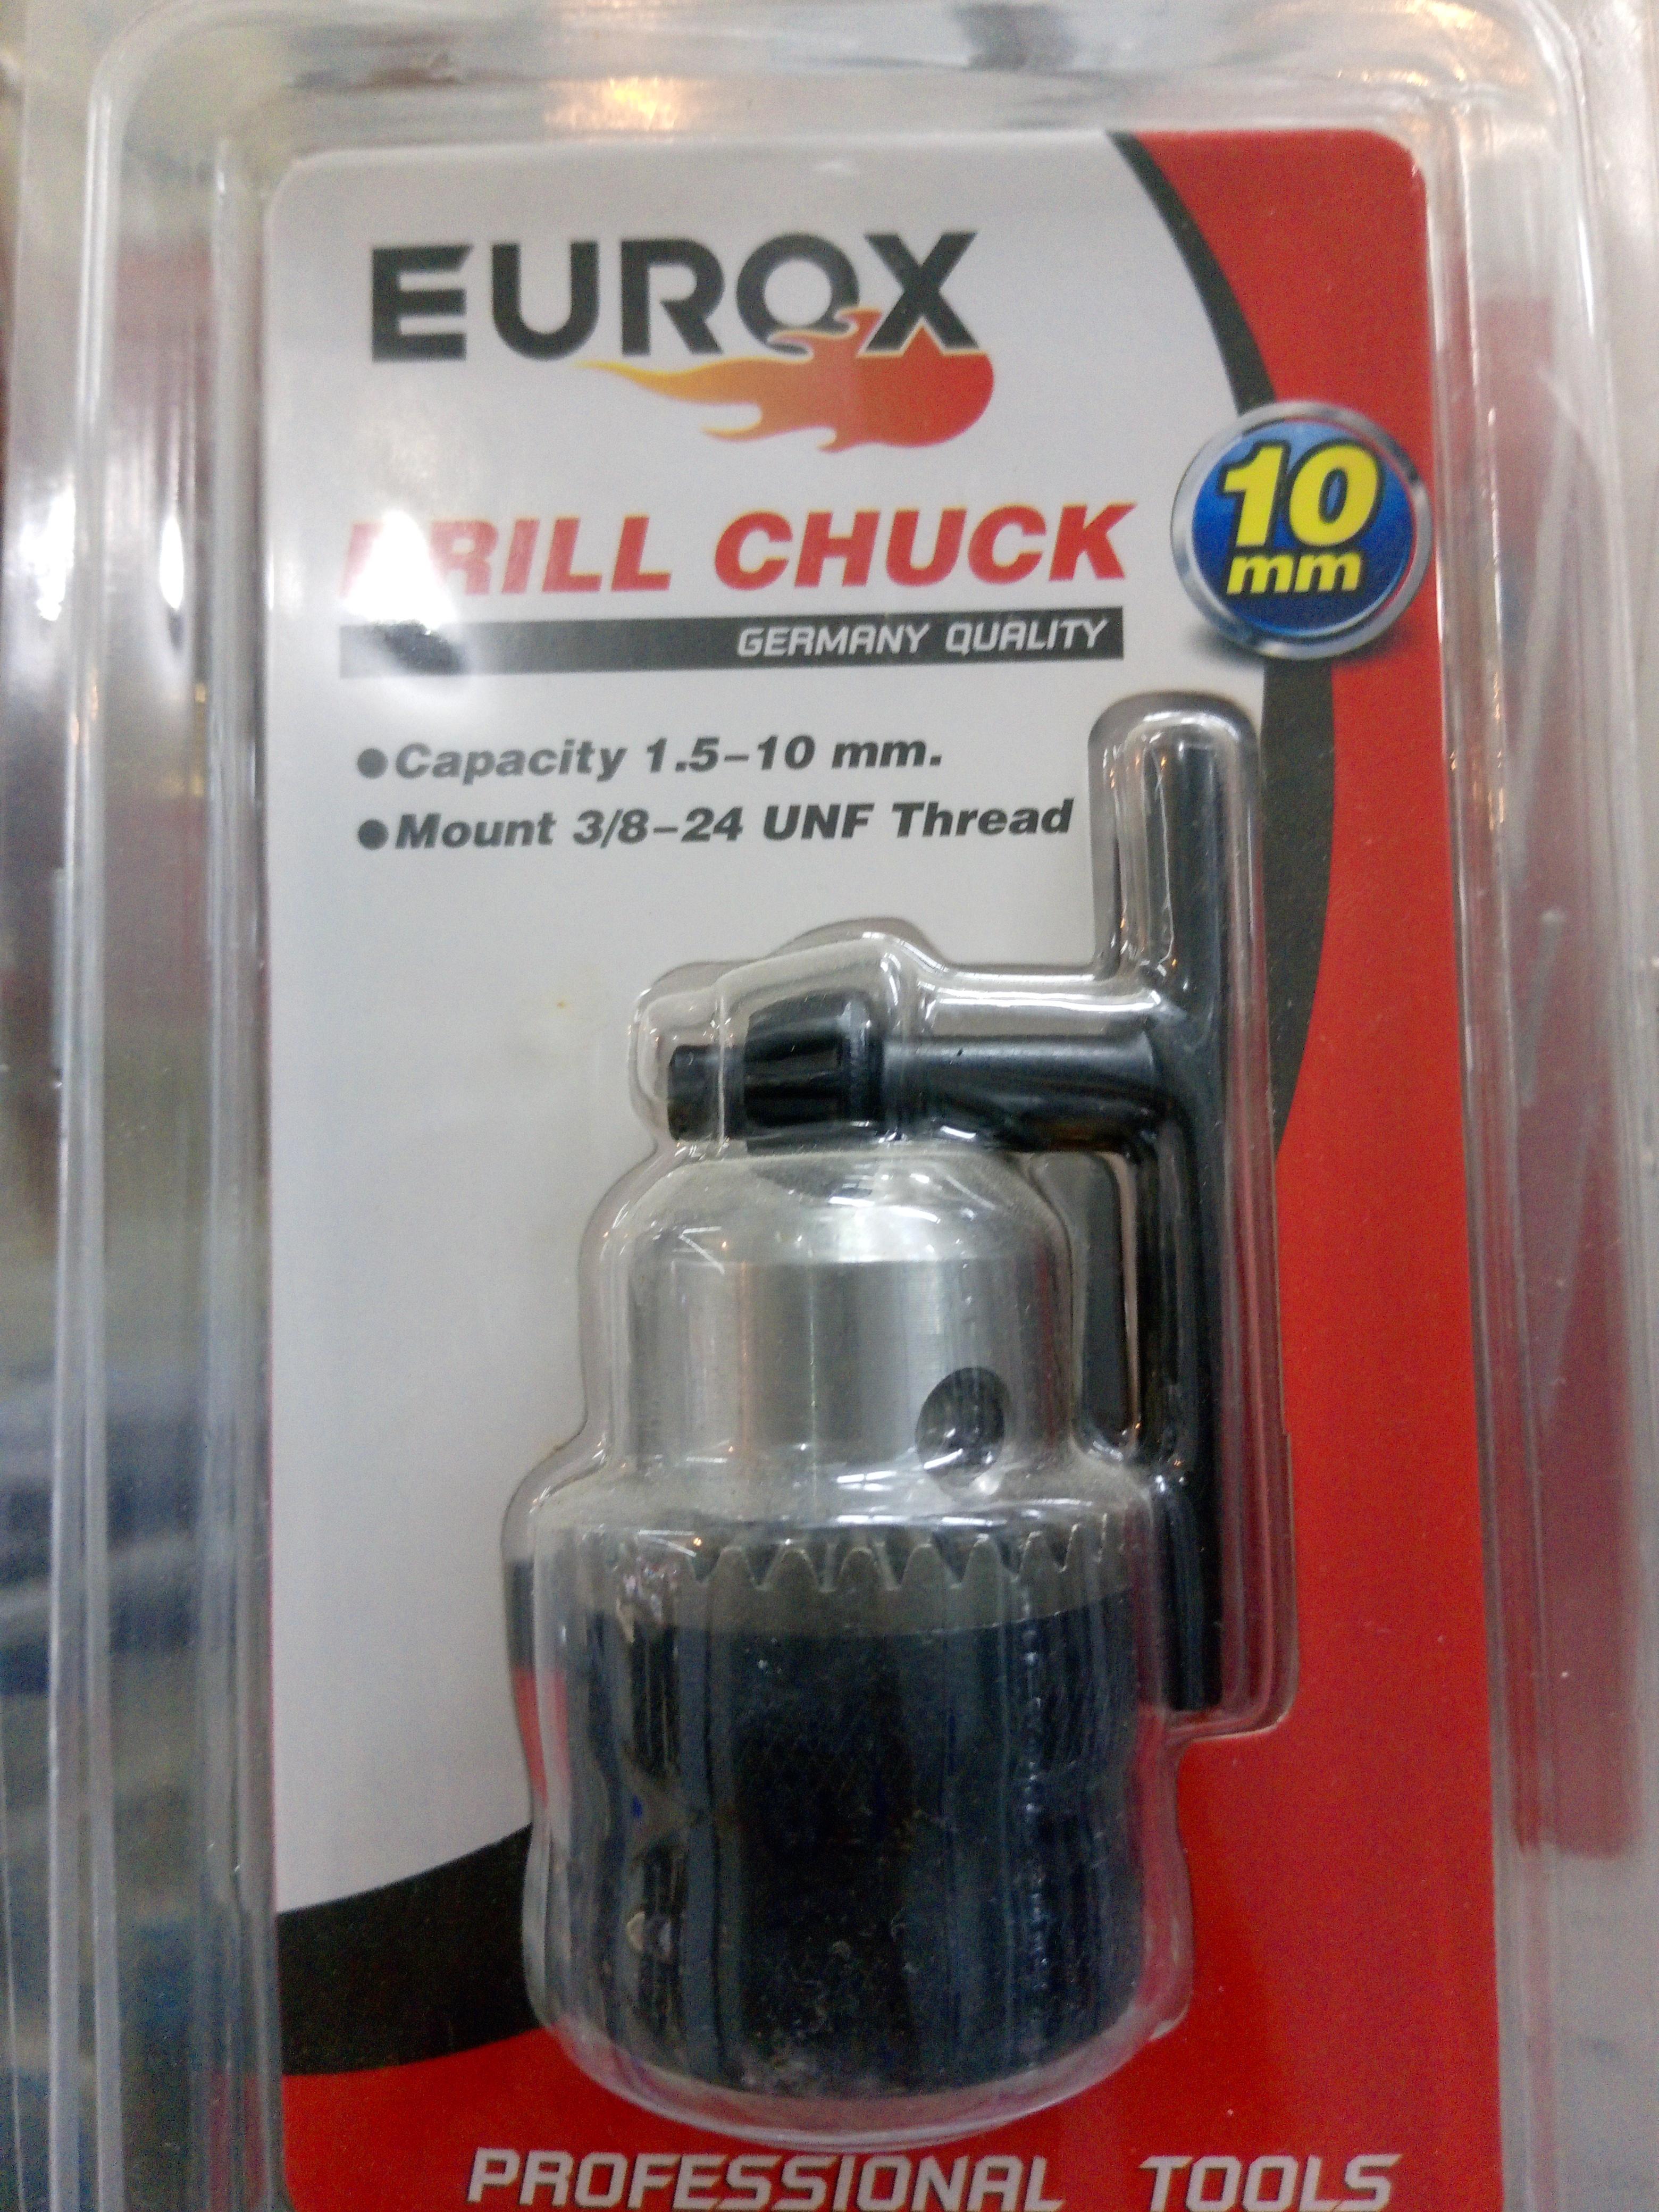 EUROX
DRILL CHUCK
10
mm
GERMANY QUALITY
●Capacity 1.5–10 mm.
●Mount 3/8–24 UNF Thread
PROFESSIONAL TOOLS